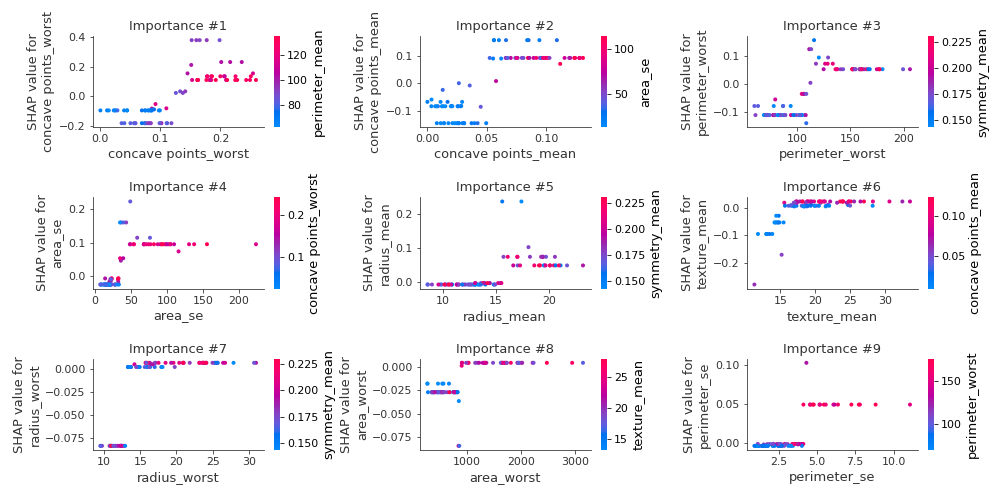 Importance #1
SHAP value for
concave points_worst
0.4
0.2
0.0
−0.2
0.0
0.2
concave points_worst
120
100
80
perimeter_mean
Importance #2
SHAP value for
concave points_mean
0.1
0.0
−0.1
0.00
0.05
0.10
concave points_mean
100
50
area_se
Importance #3
SHAP value for
perimeter_worst
0.1
0.0
−0.1
100
150
200
perimeter_worst
0.225
0.200
0.175
0.150
symmetry_mean
Importance #4
SHAP value for
area_se
0.2
0.1
0.0
0
50
100
150
200
area_se
0.2
0.1
concave points_worst
Importance #5
SHAP value for
radius_mean
0.2
0.1
0.0
10
15
20
radius_mean
0.225
0.200
0.175
0.150
symmetry_mean
Importance #6
SHAP value for
texture_mean
0.0
−0.1
−0.2
15
20
25
30
texture_mean
0.10
0.05
concave points_mean
Importance #7
SHAP value for
radius_worst
0.000
−0.025
−0.050
−0.075
10
15
20
25
30
radius_worst
0.225
0.200
0.175
0.150
symmetry_mean
Importance #8
SHAP value for
area_worst
0.000
−0.025
−0.050
−0.075
1000
2000
3000
area_worst
25
20
15
texture_mean
Importance #9
SHAP value for
perimeter_se
0.10
0.05
0.00
2.5
5.0
7.5
10.0
perimeter_se
150
100
perimeter_worst